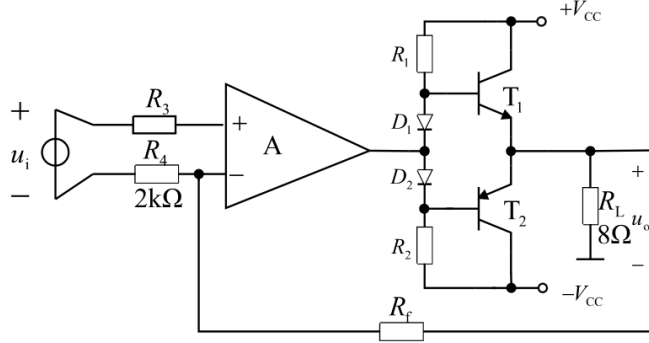 +V_CC
R_1
T_1
R_3
D_1
+
+
A
u_i
R_4
−
D_2
+
−
2kΩ
T_2
R_L
u_o
R_2
8Ω
−
−V_CC
R_f